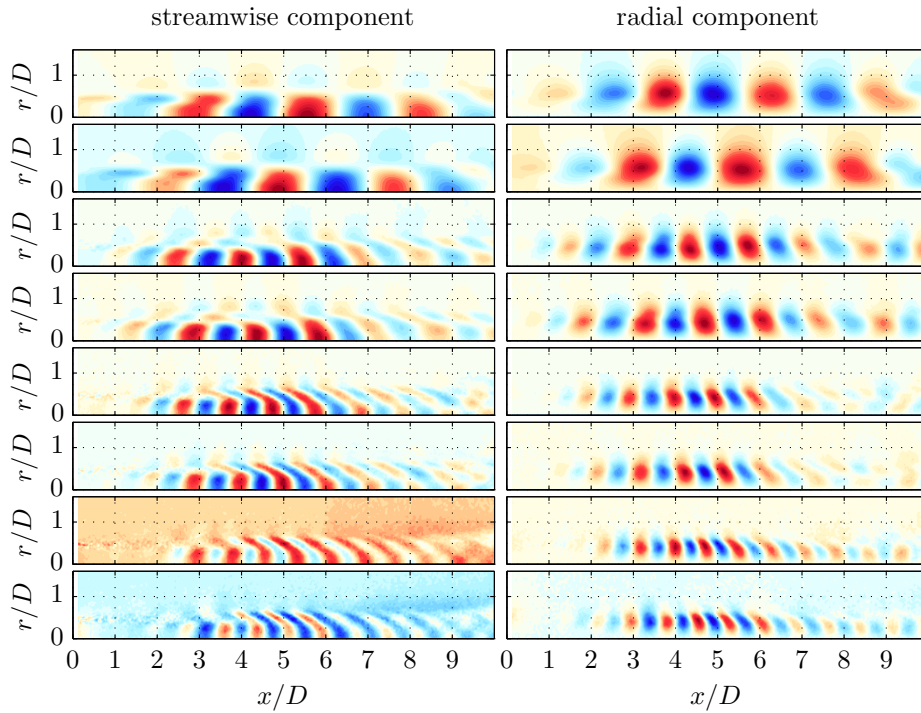 streamwise component radial component
r/D 1 0
r/D 1 0
r/D 1 0
r/D 1 0
r/D 1 0
r/D 1 0
r/D 1 0
r/D 1 0
0 1 2 3 4 5 6 7 8 9 0 1 2 3 4 5 6 7 8 9
x/D x/D